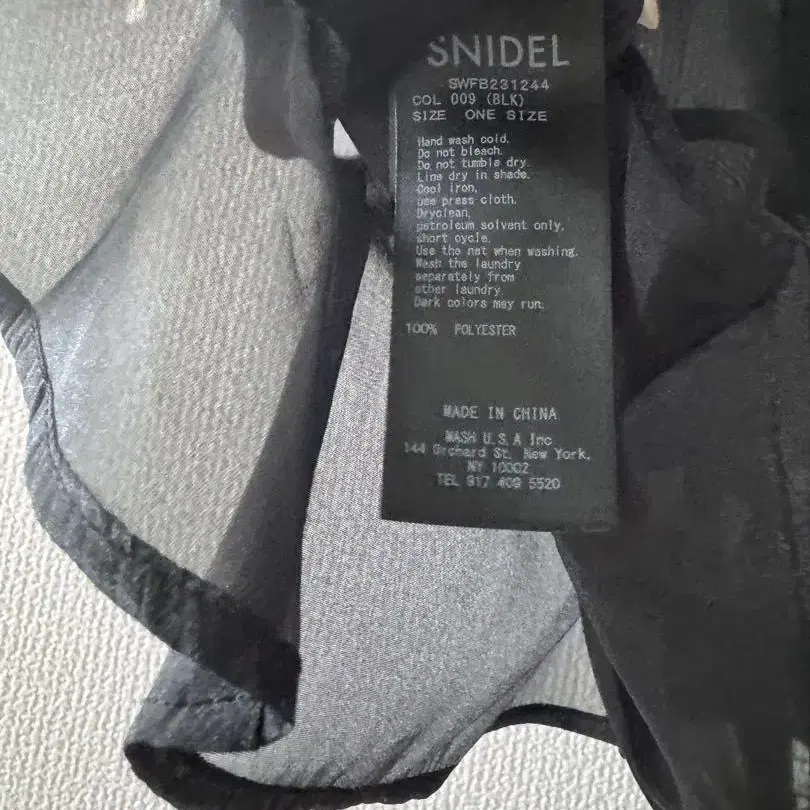 SNIDEL
SWFB231244
COL 009 (BLK)
SIZE ONE SIZE
Hand wash cold.
Do not bleach.
Do not tumble dry.
Line dry in shade.
Cool iron,
use press cloth.
Dryclean,
petroleum solvent only,
short cycle.
Use the net when washing.
Wash the laundry
separately from
other laundry
Dark colors may run.
100% POLYESTER
MADE IN CHINA
MASH U.S.A Inc
144 Orchard St. New York,
NY 10002
TEL 917 409 5520